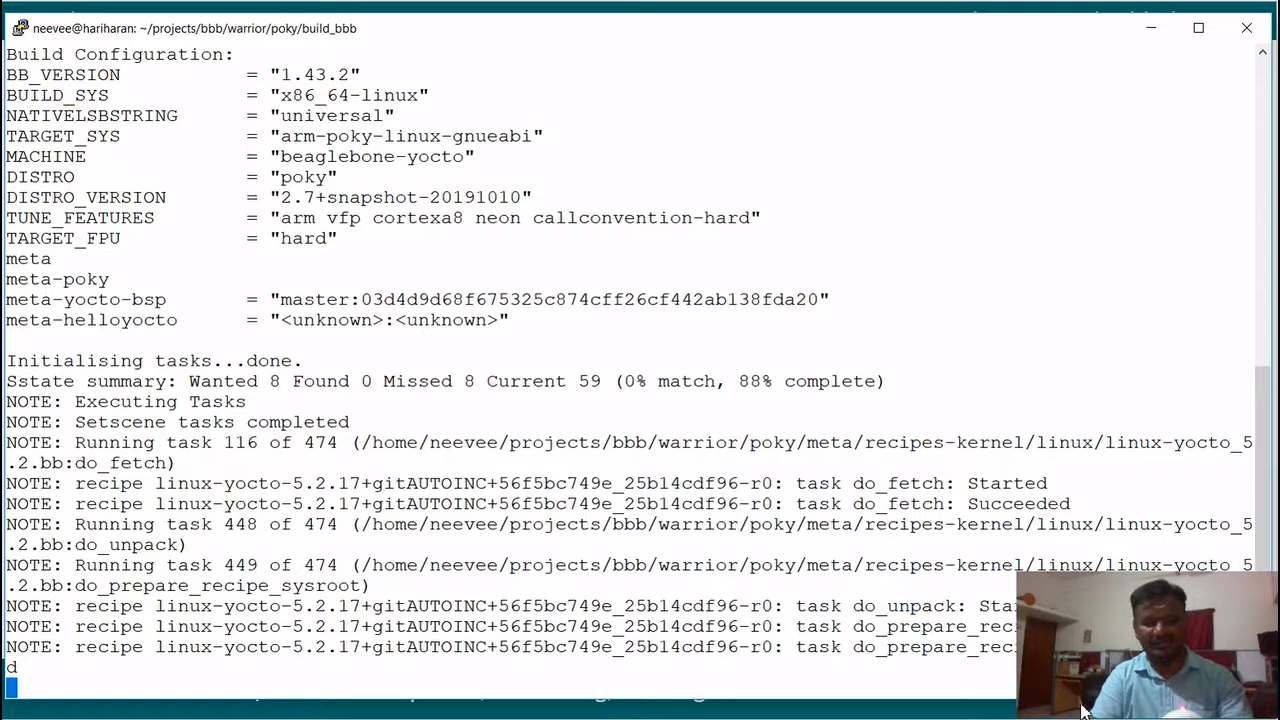 neevee@hariharan: ~/projects/bbb/warrior/poky/build_bbb
Build Configuration:
BB_VERSION = "1.43.2"
BUILD_SYS = "x86_64-linux"
NATIVELSBSTRING = "universal"
TARGET_SYS = "arm-poky-linux-gnueabi"
MACHINE = "beaglebone-yocto"
DISTRO = "poky"
DISTRO_VERSION = "2.7+snapshot-20191010"
TUNE_FEATURES = "arm vfp cortexa8 neon callconvention-hard"
TARGET_FPU = "hard"
meta
meta-poky
meta-yocto-bsp = "master:03d4d9d68f675325c874cff26cf442ab138fda20"
meta-helloyocto = "<unknown>:<unknown>"
Initialising tasks...done.
Sstate summary: Wanted 8 Found 0 Missed 8 Current 59 (0% match, 88% complete)
NOTE: Executing Tasks
NOTE: Setscene tasks completed
NOTE: Running task 116 of 474 (/home/neevee/projects/bbb/warrior/poky/meta/recipes-kernel/linux/linux-yocto_5
.2.bb:do_fetch)
NOTE: recipe linux-yocto-5.2.17+gitAUTOINC+56f5bc749e_25b14cdf96-r0: task do_fetch: Started
NOTE: recipe linux-yocto-5.2.17+gitAUTOINC+56f5bc749e_25b14cdf96-r0: task do_fetch: Succeeded
NOTE: Running task 448 of 474 (/home/neevee/projects/bbb/warrior/poky/meta/recipes-kernel/linux/linux-yocto_5
.2.bb:do_unpack)
NOTE: Running task 449 of 474 (/home/neevee/projects/bbb/warrior/poky/meta/recipes-kernel/linux/linux-yocto_5
.2.bb:do_prepare_recipe_sysroot)
NOTE: recipe linux-yocto-5.2.17+gitAUTOINC+56f5bc749e_25b14cdf96-r0: task do_unpack: Sta
NOTE: recipe linux-yocto-5.2.17+gitAUTOINC+56f5bc749e_25b14cdf96-r0: task do_prepare_reci
NOTE: recipe linux-yocto-5.2.17+gitAUTOINC+56f5bc749e_25b14cdf96-r0: task do_prepare_reci
d